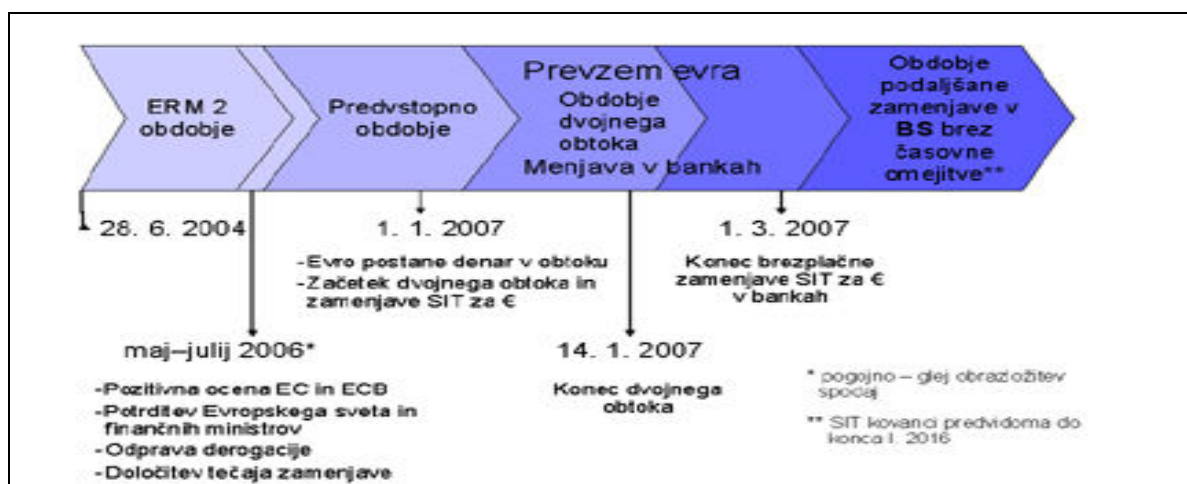 ERM 2
obdobje
Predvstopno
obdobje
Prevzem evra
Obdobje
dvojnega
obtoka
Menjava v bankah
Obdobje
podaljšane
zamenjave v
BS brez
časovne
omejitve**
28. 6. 2004
1. 1. 2007
-Evro postane denar v obtoku
-Začetek dvojnega obtoka in
zamenjave SIT za €
1. 3. 2007
Konec brezplačne
zamenjave SIT za €
v bankah
maj–julij 2006*
-Pozitivna ocena EC in ECB
-Potrditev Evropskega sveta in
finančnih ministrov
-Odprava derogacije
-Določitev tečaja zamenjave
14. 1. 2007
Konec dvojnega
obtoka
* pogojno – glej obrazložitev
spodaj
** SIT kovanci predvidoma do
konca l. 2016